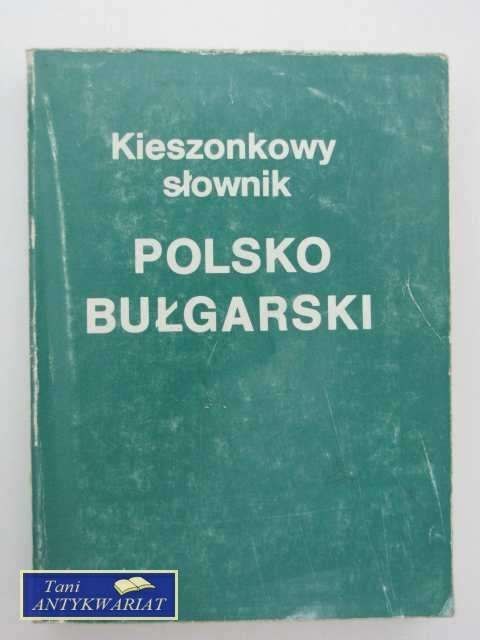 Kieszonkowy
słownik
POLSKO
BUŁGARSKI
Tani
ANTYKWARIAT